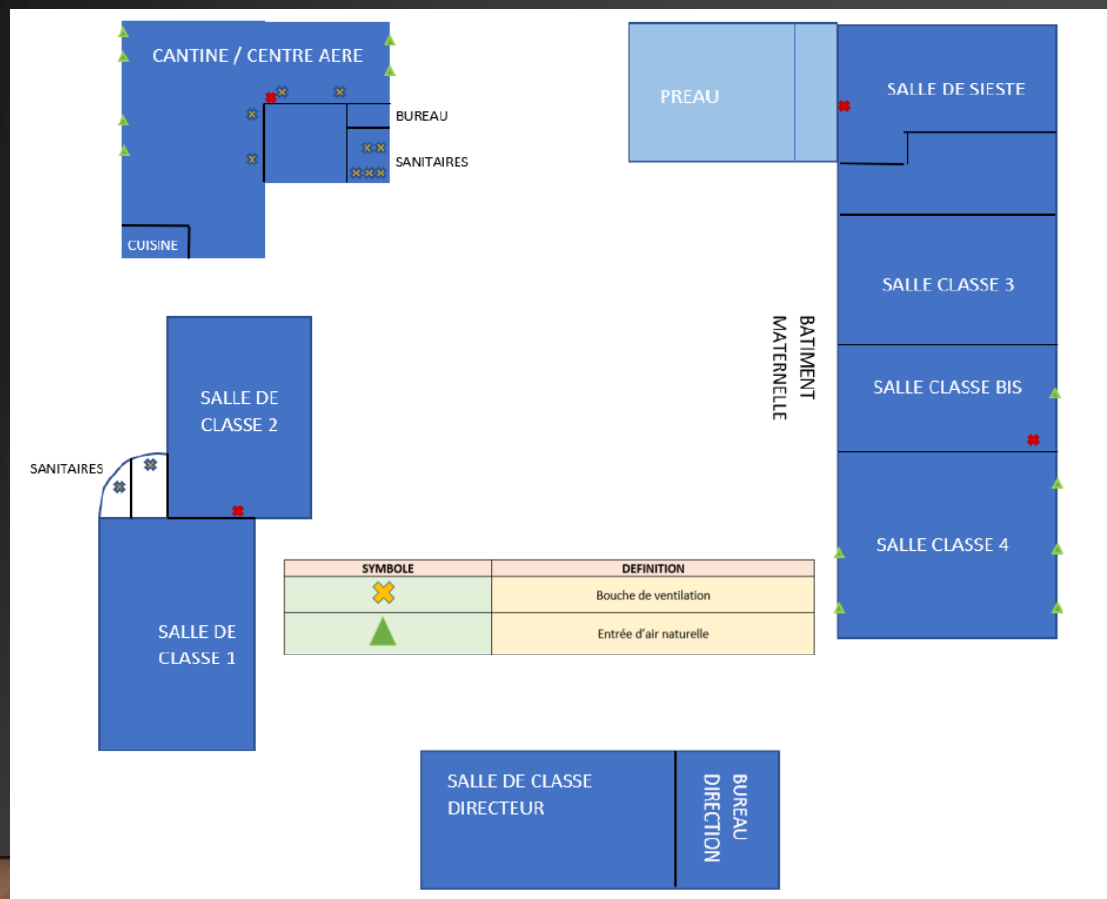 CANTINE / CENTRE AERE
BUREAU
SANITAIRES
CUISINE
PREAU
SALLE DE SIESTE
SALLE CLASSE 3
BATIMENT
MATERNELLE
SALLE CLASSE BIS
SALLE CLASSE 4
SALLE DE
CLASSE 2
SANITAIRES
SALLE DE
CLASSE 1
SYMBOLE DEFINITION
Bouche de ventilation
Entrée d'air naturelle
SALLE DE CLASSE
DIRECTEUR
BUREAU
DIRECTION